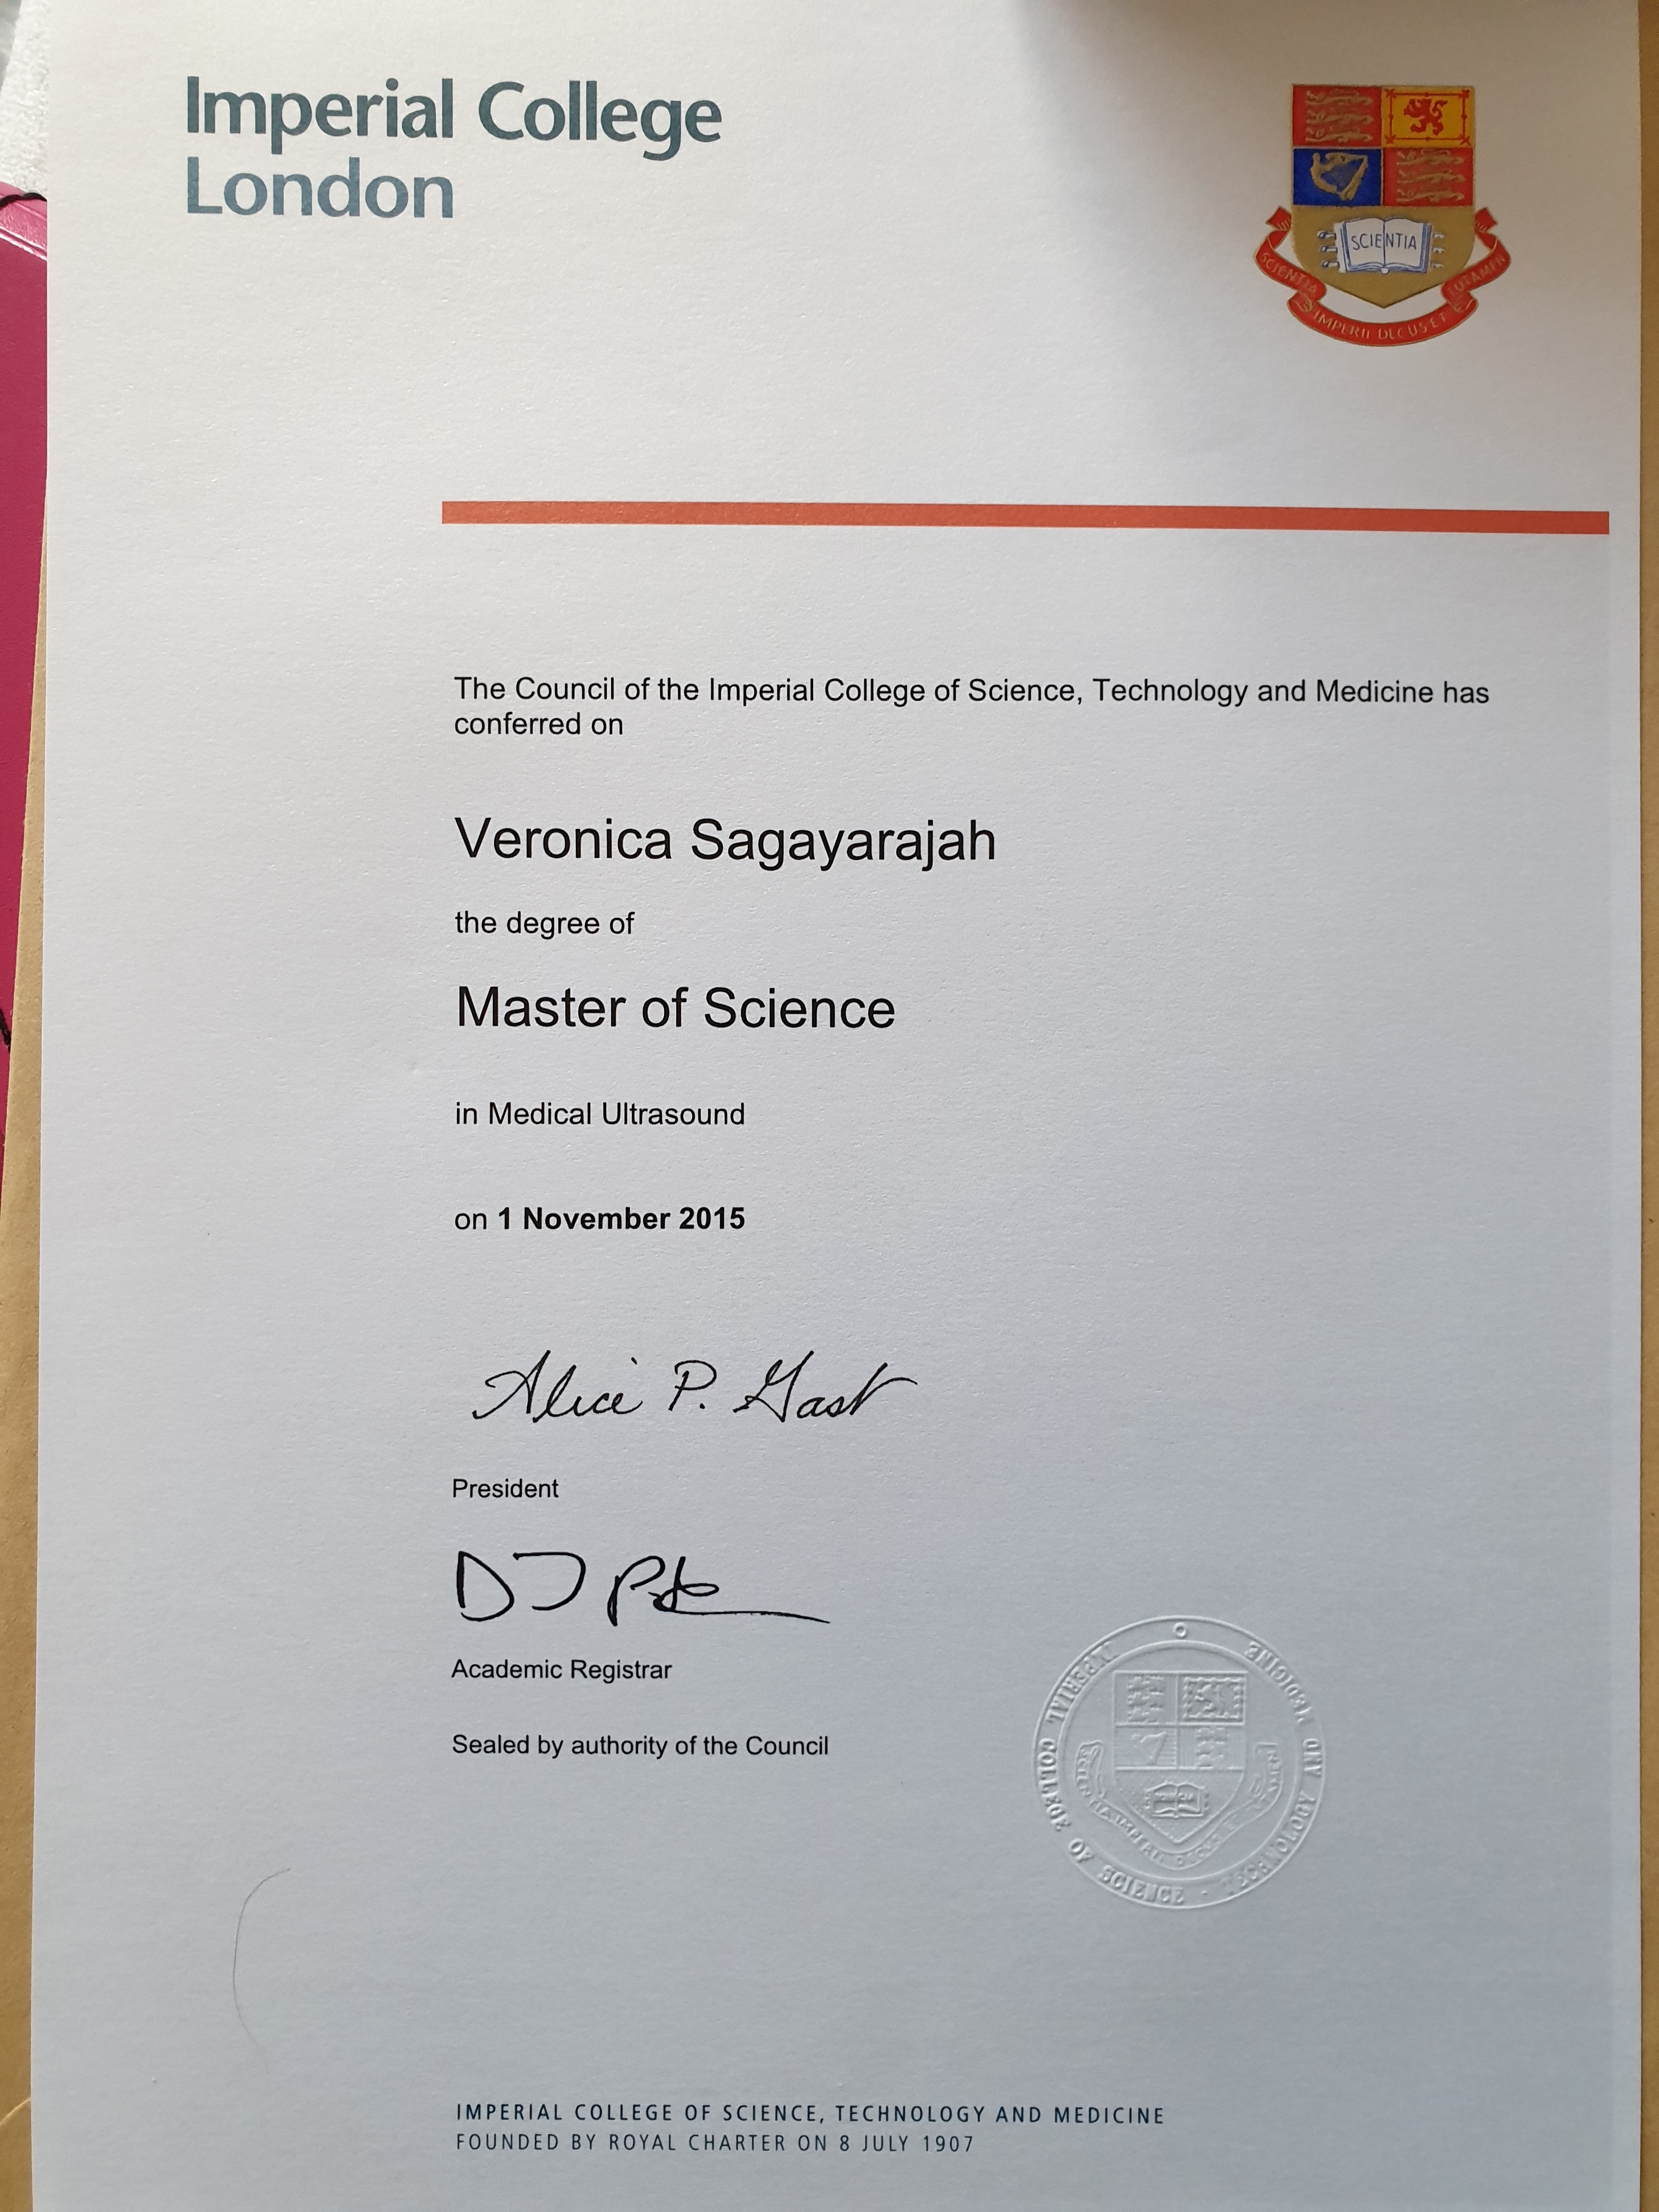 Imperial College
London
SCIENTIA
SCIENTIA IMPERII DECUS ET TUTAMEN
The Council of the Imperial College of Science, Technology and Medicine has
conferred on
Veronica Sagayarajah
the degree of
Master of Science
in Medical Ultrasound
on 1 November 2015
Alice P. Gast
President
Academic Registrar
Sealed by authority of the Council
IMPERIAL COLLEGE OF SCIENCE · TECHNOLOGY AND MEDICINE
IMPERIAL COLLEGE OF SCIENCE, TECHNOLOGY AND MEDICINE
FOUNDED BY ROYAL CHARTER ON 8 JULY 1907